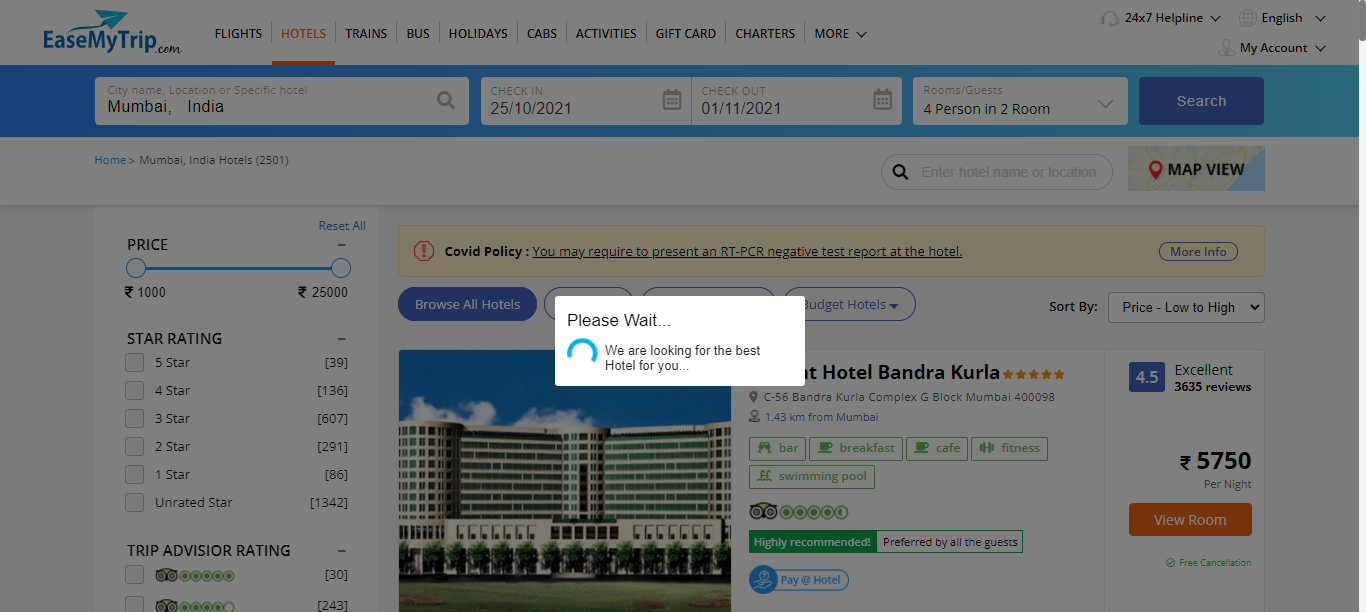 EaseMyTrip.com
FLIGHTS
HOTELS
TRAINS
BUS
HOLIDAYS
CABS
ACTIVITIES
GIFT CARD
CHARTERS
MORE
24x7 Helpline
English
My Account
City name, Location or Specific hotel
Mumbai, India
CHECK IN
25/10/2021
CHECK OUT
01/11/2021
Rooms/Guests
4 Person in 2 Room
Search
Home > Mumbai, India Hotels (2501)
Enter hotel name or location
MAP VIEW
Reset All
PRICE
₹ 1000
₹ 25000
STAR RATING
5 Star [39]
4 Star [136]
3 Star [607]
2 Star [291]
1 Star [86]
Unrated Star [1342]
TRIP ADVISIOR RATING
[30]
[243]
Covid Policy : You may require to present an RT-PCR negative test report at the hotel.
More Info
Browse All Hotels
Budget Hotels
Sort By:
Price - Low to High
Please Wait...
We are looking for the best
Hotel for you...
Hotel Bandra Kurla
C-56 Bandra Kurla Complex G Block Mumbai 400098
1.43 km from Mumbai
bar
breakfast
cafe
fitness
swimming pool
Highly recommended! Preferred by all the guests
Pay @ Hotel
4.5
Excellent
3635 reviews
₹ 5750
Per Night
View Room
Free Cancellation